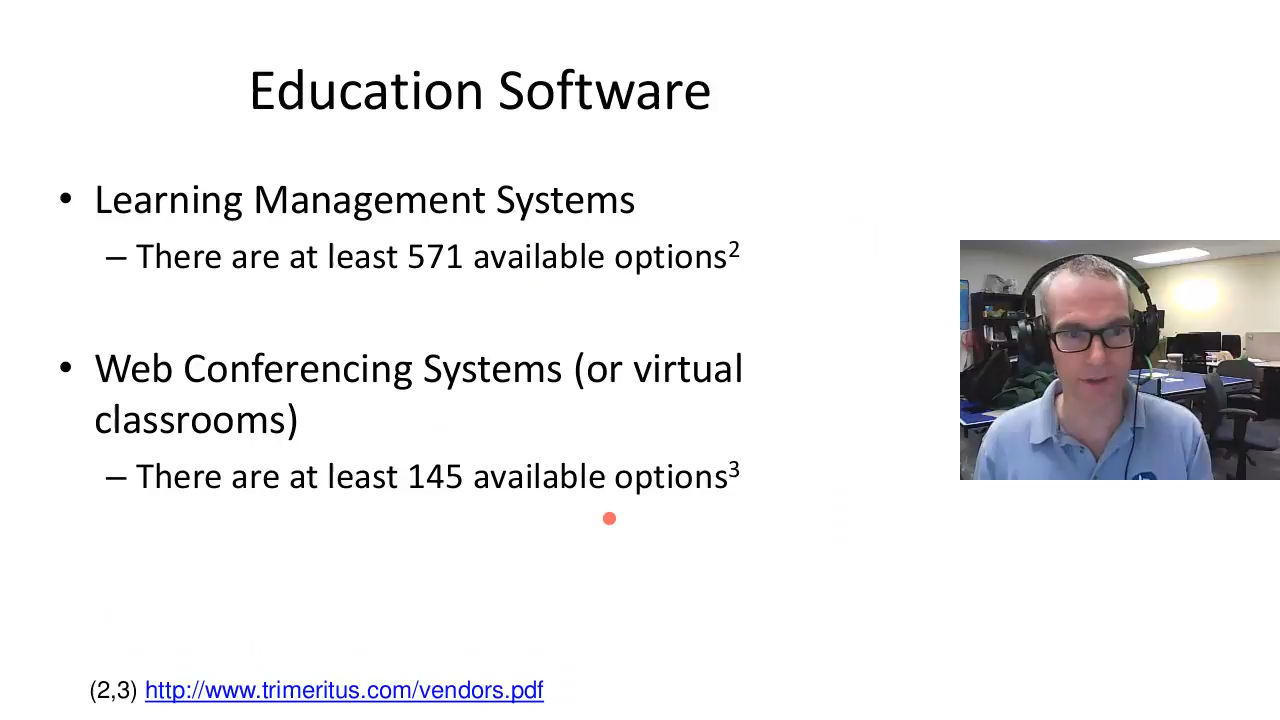 Education Software
• Learning Management Systems
– There are at least 571 available options²
• Web Conferencing Systems (or virtual
classrooms)
– There are at least 145 available options³
(2,3) http://www.trimeritus.com/vendors.pdf